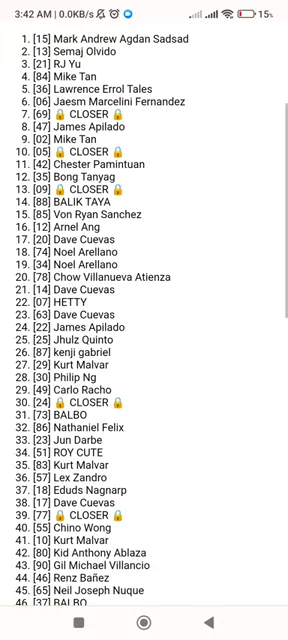 3:42 AM | 0.0KB/s
15%
1. [15] Mark Andrew Agdan Sadsad
2. [13] Semaj Olvido
3. [21] RJ Yu
4. [84] Mike Tan
5. [36] Lawrence Errol Tales
6. [06] Jaesm Marcelini Fernandez
7. [69] 🔒 CLOSER 🔒
8. [47] James Apilado
9. [02] Mike Tan
10. [05] 🔒 CLOSER 🔒
11. [42] Chester Pamintuan
12. [35] Bong Tanyag
13. [09] 🔒 CLOSER 🔒
14. [88] BALIK TAYA
15. [85] Von Ryan Sanchez
16. [12] Arnel Ang
17. [20] Dave Cuevas
18. [74] Noel Arellano
19. [34] Noel Arellano
20. [78] Chow Villanueva Atienza
21. [14] Dave Cuevas
22. [07] HETTY
23. [63] Dave Cuevas
24. [22] James Apilado
25. [25] Jhulz Quinto
26. [87] kenji gabriel
27. [29] Kurt Malvar
28. [30] Philip Ng
29. [49] Carlo Racho
30. [24] 🔒 CLOSER 🔒
31. [73] BALBO
32. [86] Nathaniel Felix
33. [23] Jun Darbe
34. [51] ROY CUTE
35. [83] Kurt Malvar
36. [57] Lex Zandro
37. [18] Eduds Nagnarp
38. [17] Dave Cuevas
39. [77] 🔒 CLOSER 🔒
40. [55] Chino Wong
41. [10] Kurt Malvar
42. [80] Kid Anthony Ablaza
43. [90] Gil Michael Villancio
44. [46] Renz Bañez
45. [65] Neil Joseph Nuque
46. [37] BALBO